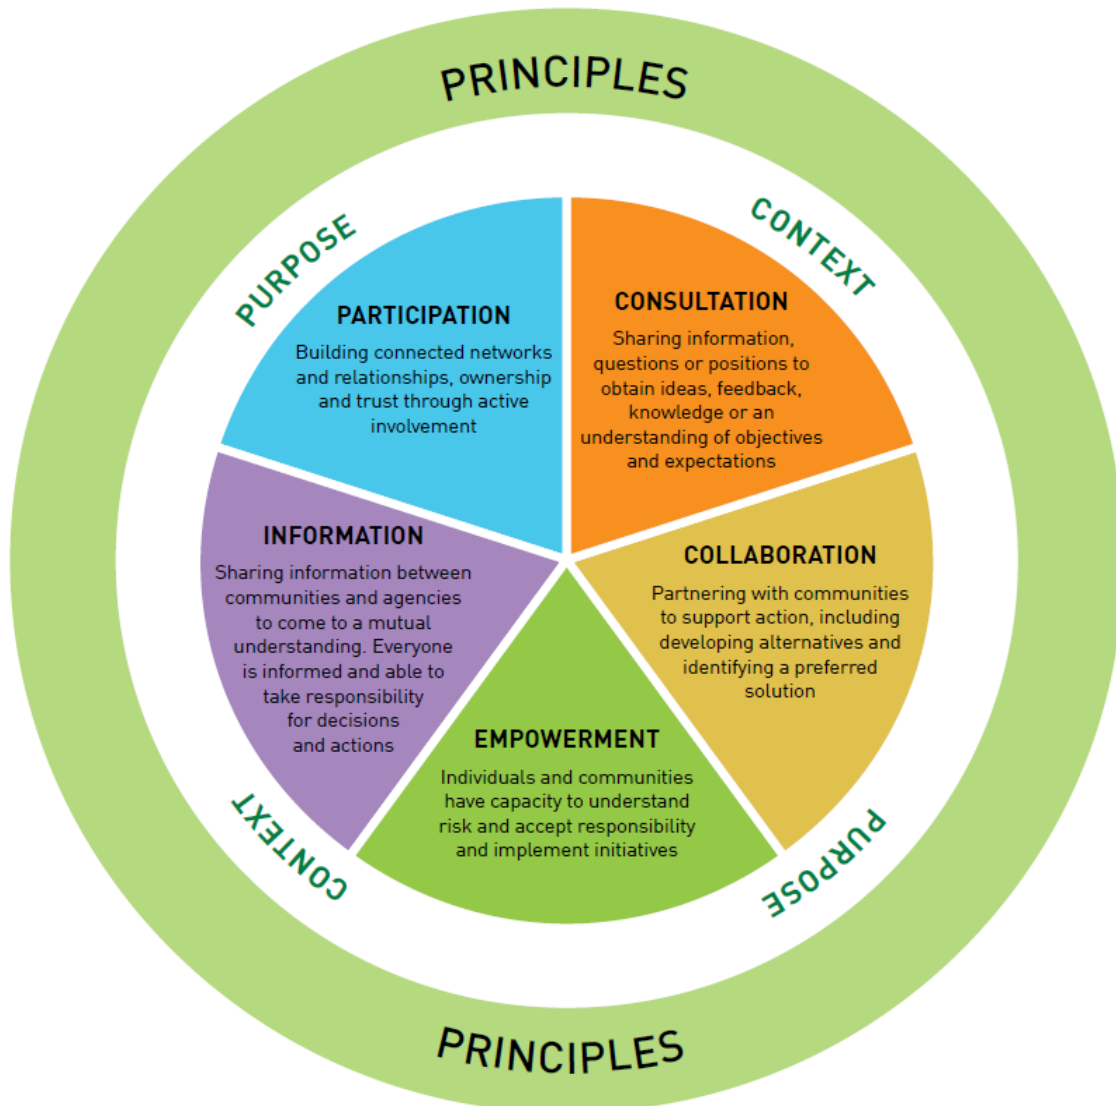 PRINCIPLES
PURPOSE
CONTEXT
PARTICIPATION
Building connected networks
and relationships, ownership
and trust through active
involvement
CONSULTATION
Sharing information,
questions or positions to
obtain ideas, feedback,
knowledge or an
understanding of objectives
and expectations
INFORMATION
Sharing information between
communities and agencies
to come to a mutual
understanding. Everyone
is informed and able to
take responsibility
for decisions
and actions
COLLABORATION
Partnering with communities
to support action, including
developing alternatives and
identifying a preferred
solution
EMPOWERMENT
Individuals and communities
have capacity to understand
risk and accept responsibility
and implement initiatives
CONTEXT
PURPOSE
PRINCIPLES